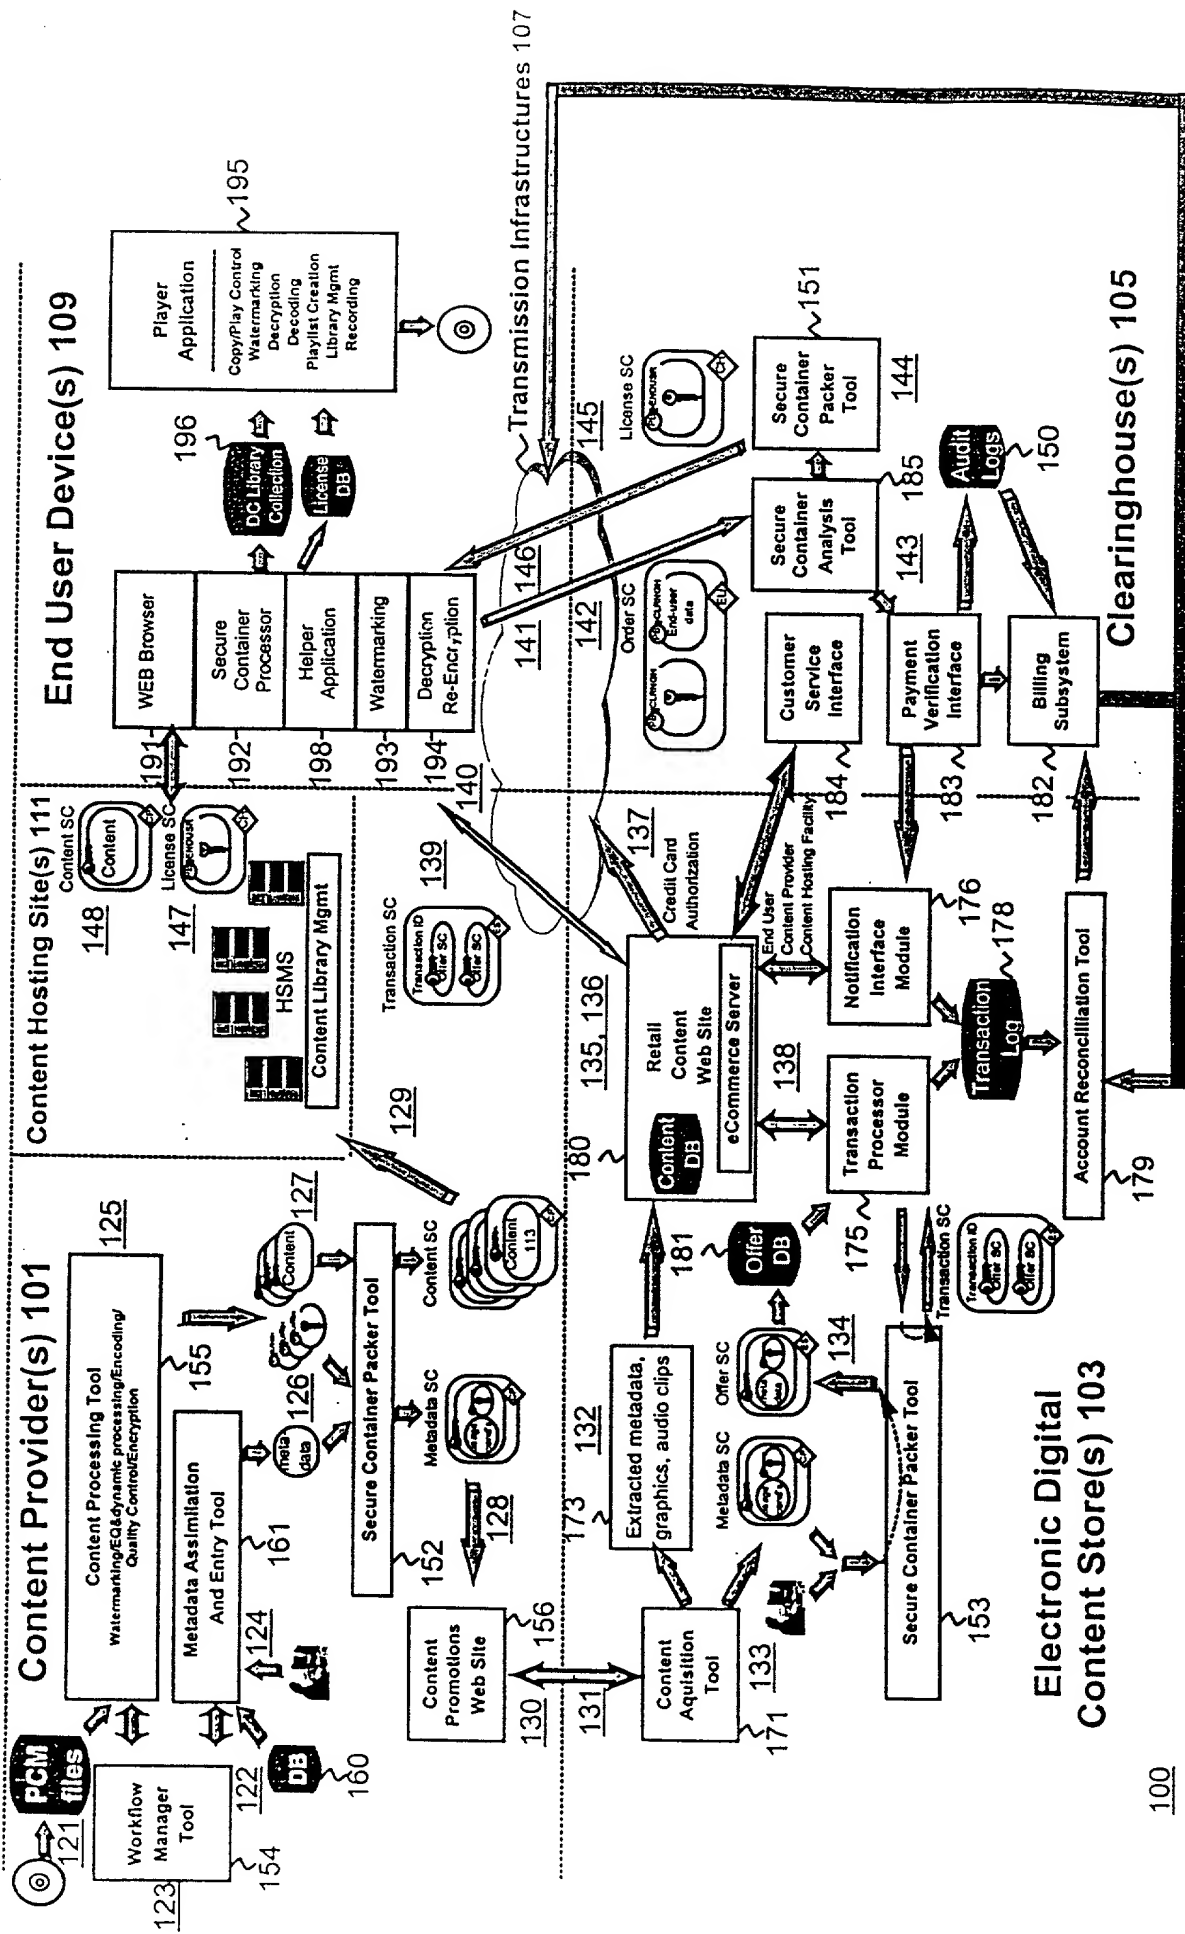 Content Provider(s) 101
PCM
files
121
Workflow
Manager
Tool
123
154
122
DB
160
Content Processing Tool
Watermarking/EQ&dynamic processing/Encoding/
Quality Control/Encryption
125
155
Metadata Assimilation
And Entry Tool
161
124
meta
data
126
Content
127
Secure Container Packer Tool
152
Metadata SC
Content SC
Content
113
128
129
Content
Promotions
Web Site
156
130
Content Hosting Site(s) 111
Content SC
Content
148
License SC
147
HSMS
Content Library Mgmt
End User Device(s) 109
WEB Browser
Secure
Container
Processor
Helper
Application
Watermarking
Decryption
Re-Encryption
191
192
198
193
194
DC Library
Collection
196
License
DB
Player
Application
Copy/Play Control
Watermarking
Decryption
Decoding
Playlist Creation
Library Mgmt
Recording
195
Transmission Infrastructures 107
139
140
141
146
142
145
Transaction SC
Transaction ID
Offer SC
Offer SC
Electronic Digital
Content Store(s) 103
131
Content
Aquisition
Tool
171
133
132
173
Extracted metadata,
graphics, audio clips
Metadata SC
Offer SC
134
Secure Container Packer Tool
153
Offer
DB
181
Transaction SC
Transaction ID
Offer SC
Offer SC
180
135, 136
Retail
Content
Web Site
Content
DB
eCommerce Server
137
Credit Card
Authorization
138
Transaction
Processor
Module
175
End User
Content Provider
Content Hosting Facility
Notification
Interface
Module
176
Transaction
Log
178
Account Reconciliation Tool
179
Clearinghouse(s) 105
Order SC
End-user
data
EU
License SC
CH
Secure
Container
Packer
Tool
151
144
Secure
Container
Analysis
Tool
185
143
Customer
Service
Interface
184
Payment
Verification
Interface
183
Audit
Logs
150
Billing
Subsystem
182
100